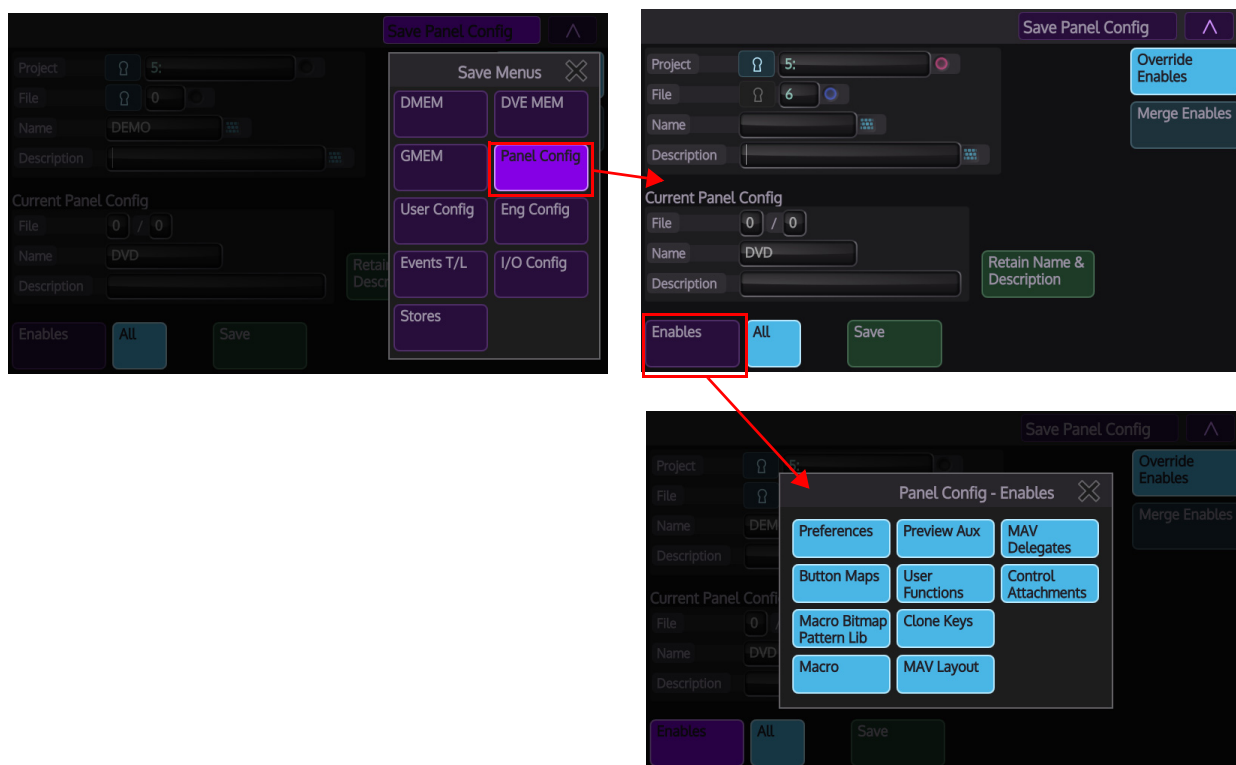 Save Panel Config
Project 5:
File 0
Name DEMO
Description
Current Panel Config
File 0 / 0
Name DVD
Description
Retain
Descr
Enables All Save
Save Menus
DMEM DVE MEM
GMEM Panel Config
User Config Eng Config
Events T/L I/O Config
Stores
Save Panel Config
Project 5:
File 6
Name
Description
Override
Enables
Merge Enables
Current Panel Config
File 0 / 0
Name DVD
Description
Retain Name &
Description
Enables All Save
Save Panel Config
Project 5:
File
Name DEM
Description
Override
Enables
Merge Enables
Current Panel Confi
File 0 /
Name DVD
Description
Enables All Save
Panel Config - Enables
Preferences Preview Aux MAV
Delegates
Button Maps User
Functions Control
Attachments
Macro Bitmap
Pattern Lib Clone Keys
Macro MAV Layout